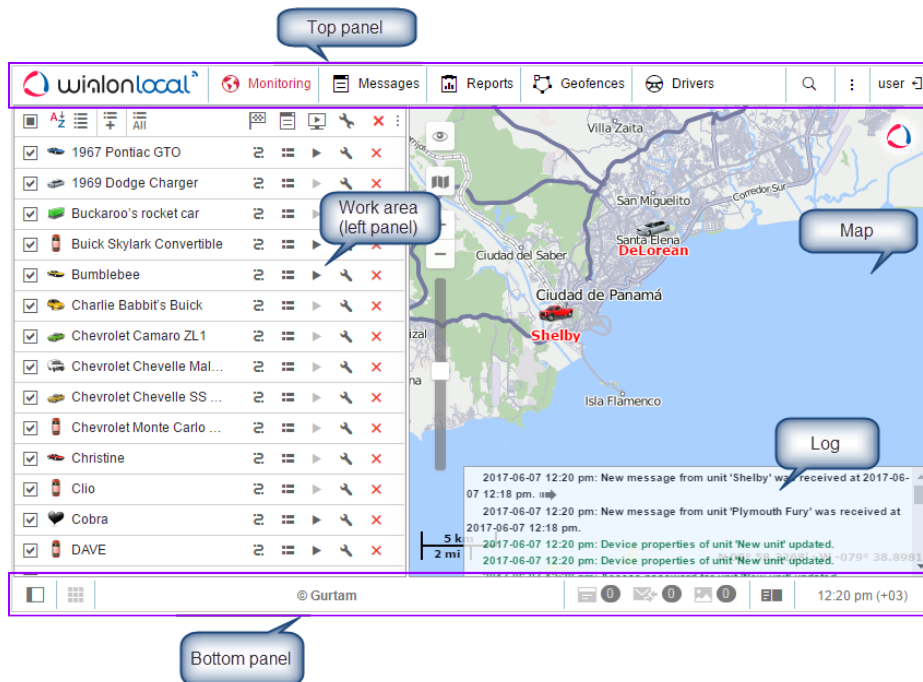 Top panel
wialon local
Monitoring
Messages
Reports
Geofences
Drivers
user
All
1967 Pontiac GTO
1969 Dodge Charger
Buckaroo's rocket car
Buick Skylark Convertible
Bumblebee
Charlie Babbit's Buick
Chevrolet Camaro ZL1
Chevrolet Chevelle Mal...
Chevrolet Chevelle SS ...
Chevrolet Monte Carlo ...
Christine
Clio
Cobra
DAVE
Work area
(left panel)
Villa Zaita
Corredor Sur
San Miguelito
Santa Elena
DeLorean
Ciudad del Saber
Ciudad de Panamá
Shelby
Isla Flamenco
Map
Log
2017-06-07 12:20 pm: New message from unit 'Shelby' was received at 2017-06-
07 12:18 pm.
2017-06-07 12:20 pm: New message from unit 'Plymouth Fury' was received at
2017-06-07 12:18 pm.
2017-06-07 12:20 pm: Device properties of unit 'New unit' updated.
2017-06-07 12:20 pm: Device properties of unit 'New unit' updated.
5 km
2 mi
-079° 38.8981
© Gurtam
0
0
0
12:20 pm (+03)
Bottom panel